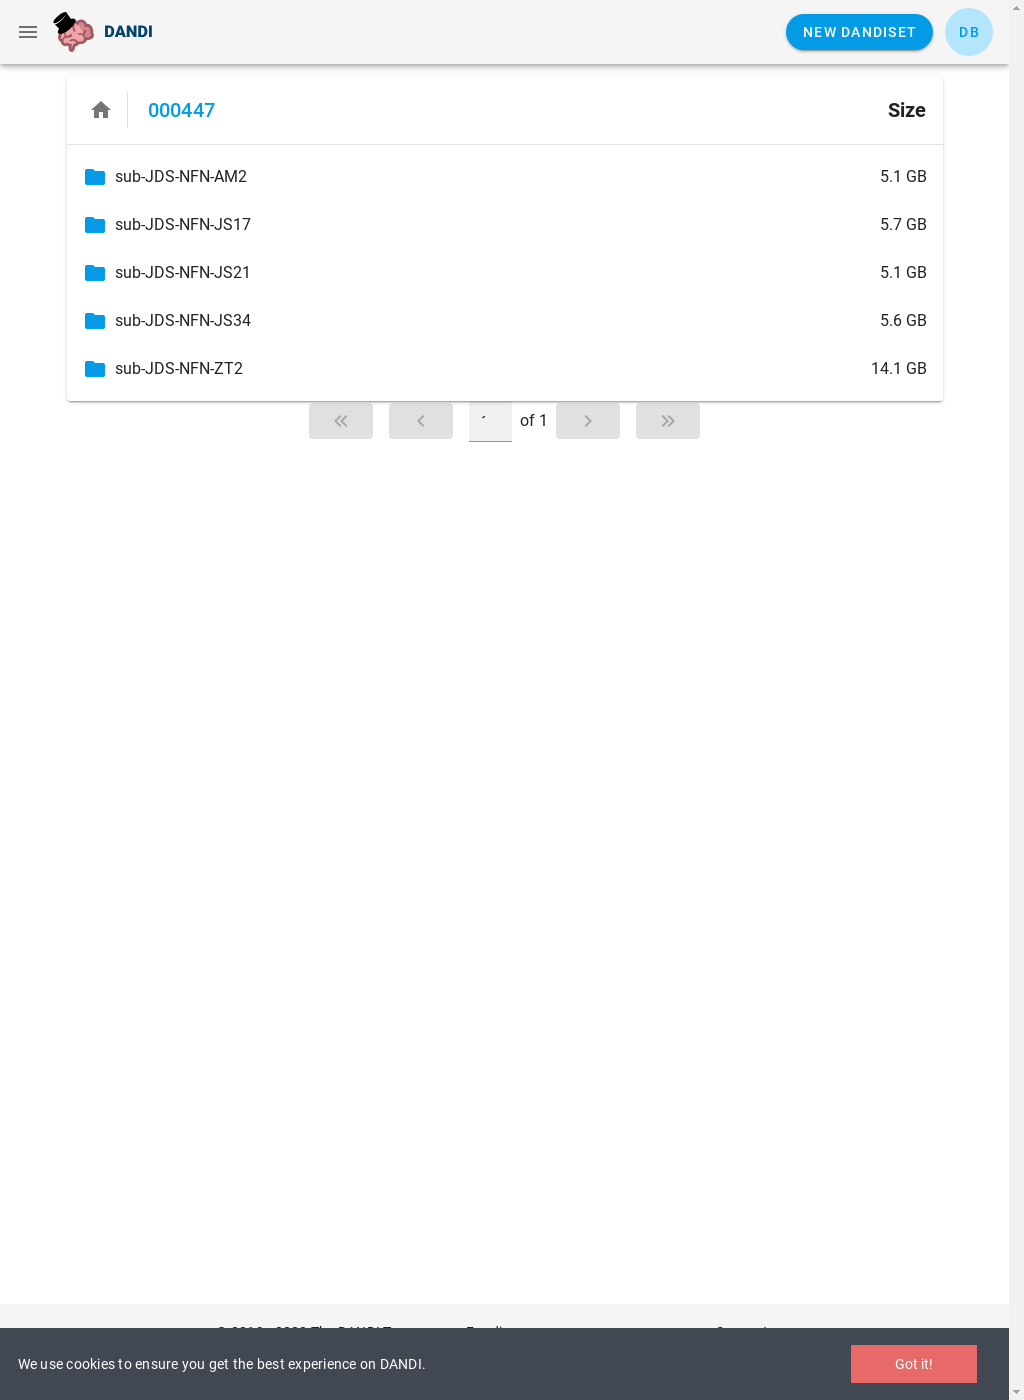 DANDI
NEW DANDISET
DB
000447
Size
sub-JDS-NFN-AM2 5.1 GB
sub-JDS-NFN-JS17 5.7 GB
sub-JDS-NFN-JS21 5.1 GB
sub-JDS-NFN-JS34 5.6 GB
sub-JDS-NFN-ZT2 14.1 GB
of 1
We use cookies to ensure you get the best experience on DANDI.
Got it!